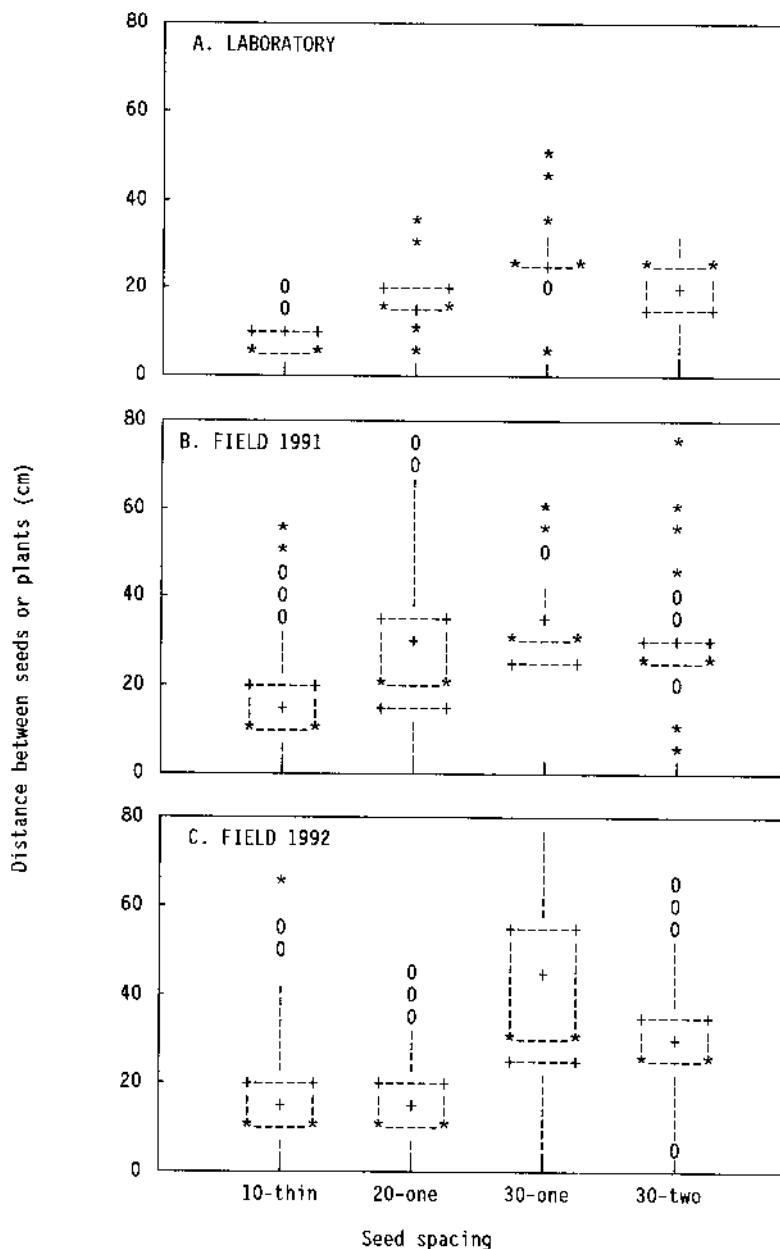 80
A. LABORATORY
60
40
20
0
80
B. FIELD 1991
60
40
20
0
80
C. FIELD 1992
60
40
20
0
10-thin 20-one 30-one 30-two
Seed spacing
Distance between seeds or plants (cm)